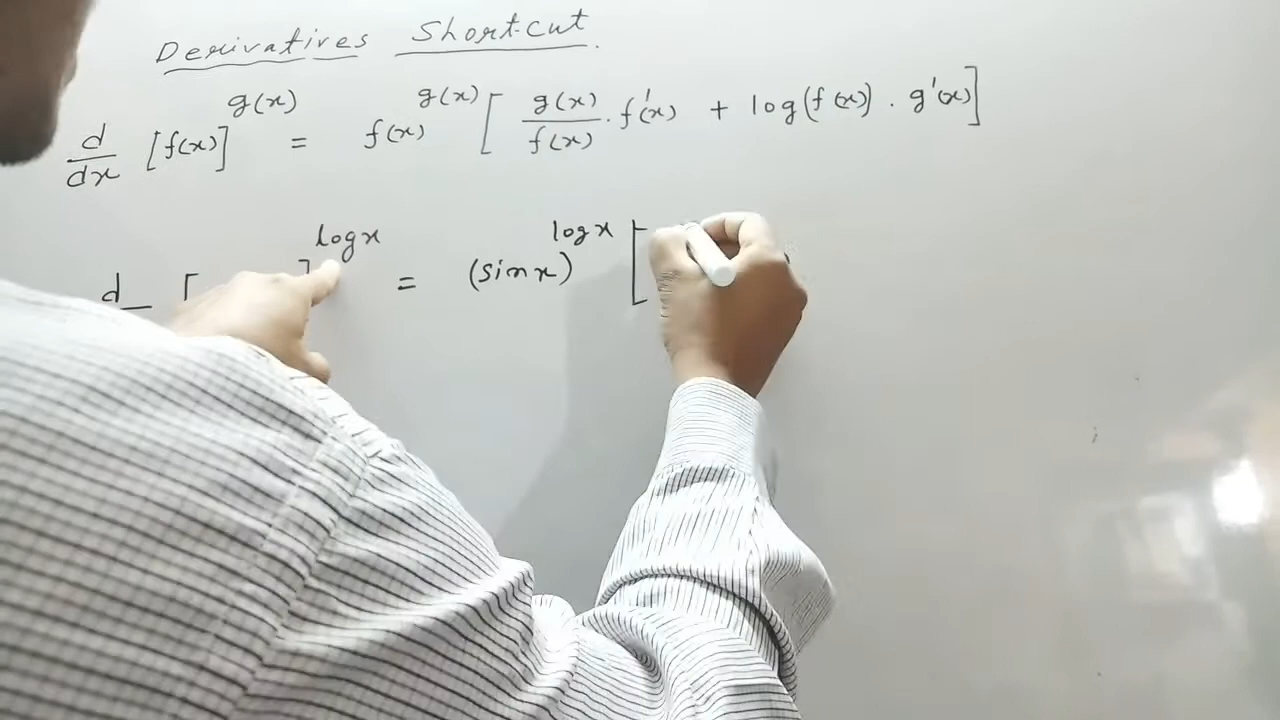 Derivatives Shortcut.
d/dx [f(x)]^g(x) = f(x)^g(x) [ g(x)/f(x) . f'(x) + log(f(x)) . g'(x)]
d [ ]^log x = (sin x)^log x [